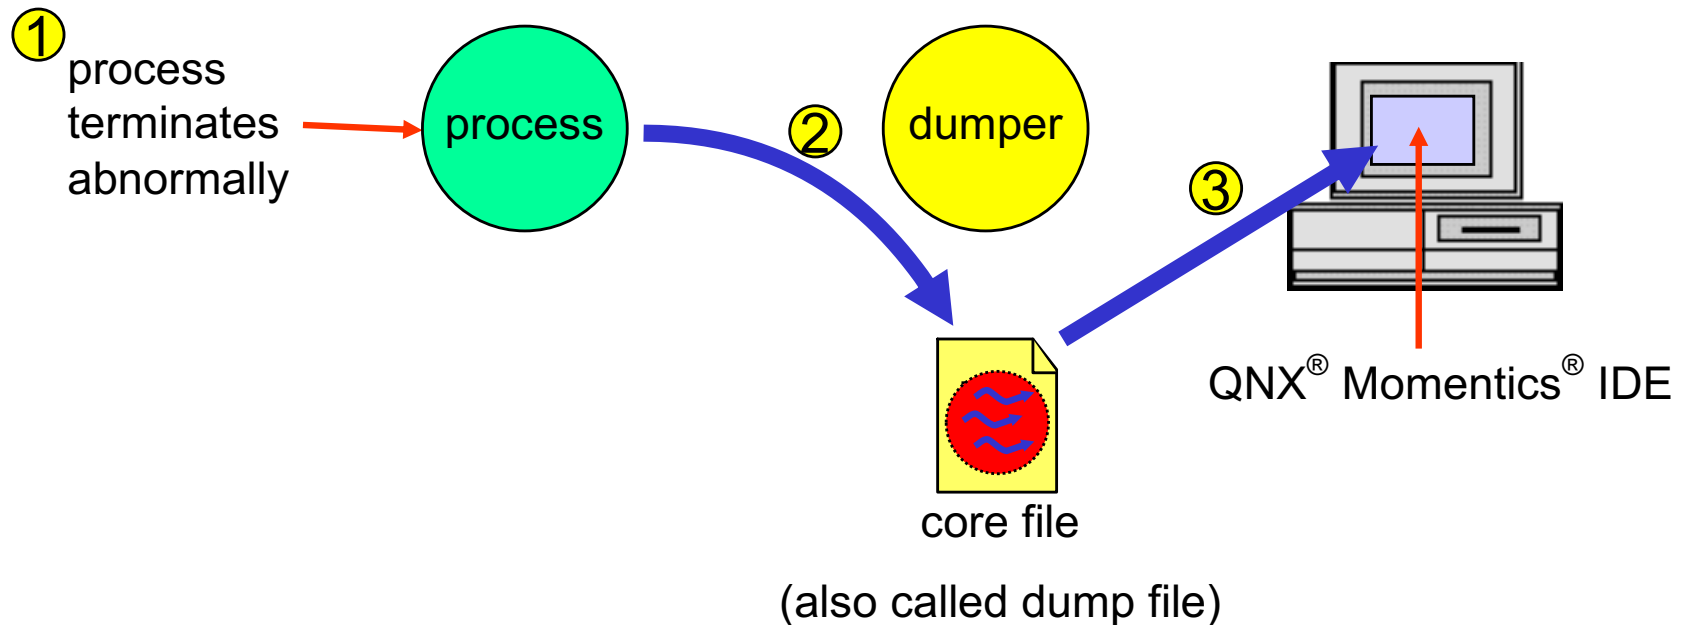 1
process
terminates
abnormally
process
2
dumper
3
QNX® Momentics® IDE
core file
(also called dump file)